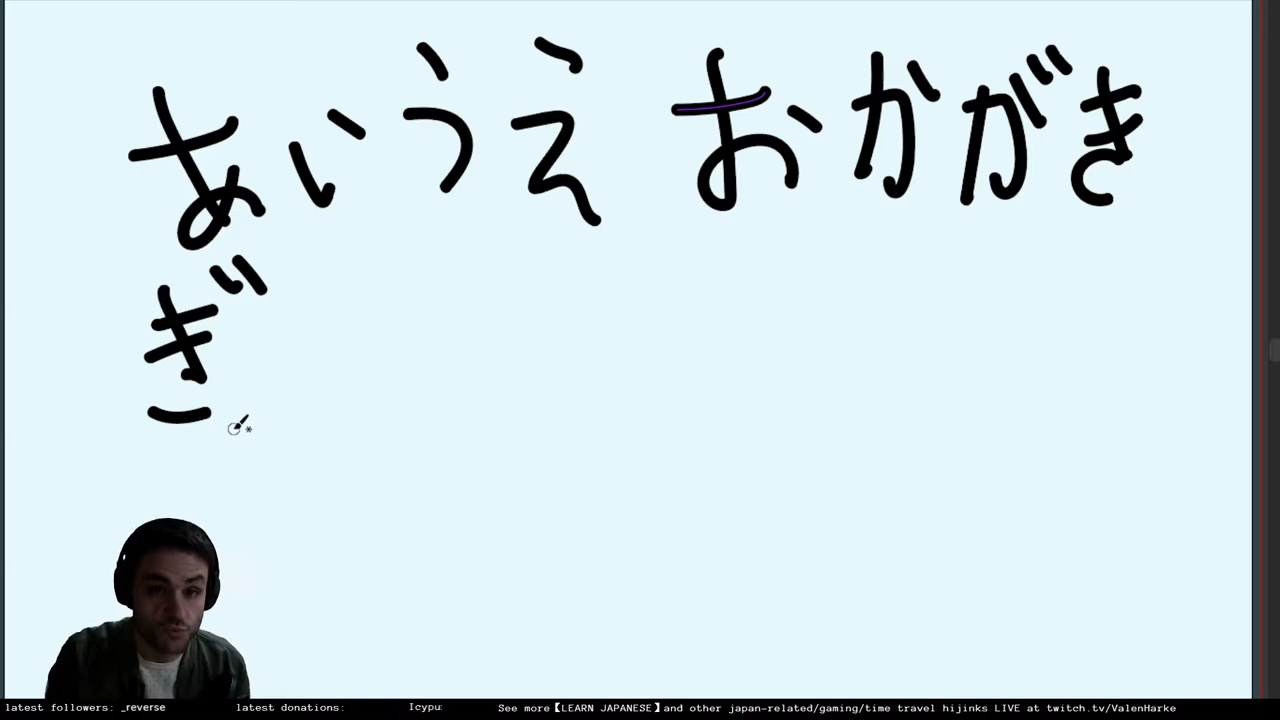 あいうえおかがき
ぎ
latest followers: _reverse latest donations: Icypu See more【LEARN JAPANESE】and other japan-related/gaming/time travel hijinks LIVE at twitch.tv/ValenHarke